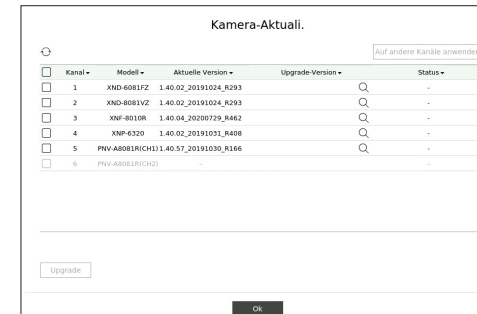 Kamera-Aktuali.
Auf andere Kanäle anwenden
Kanal Modell Aktuelle Version Upgrade-Version Status
1 XND-6081FZ 1.40.02_20191024_R293 -
2 XND-8081VZ 1.40.02_20191024_R293 -
3 XNF-8010R 1.40.04_20200729_R462 -
4 XNP-6320 1.40.02_20191031_R408 -
5 PNV-A8081R(CH1) 1.40.57_20191030_R166 -
6 PNV-A8081R(CH2) -
Upgrade
Ok